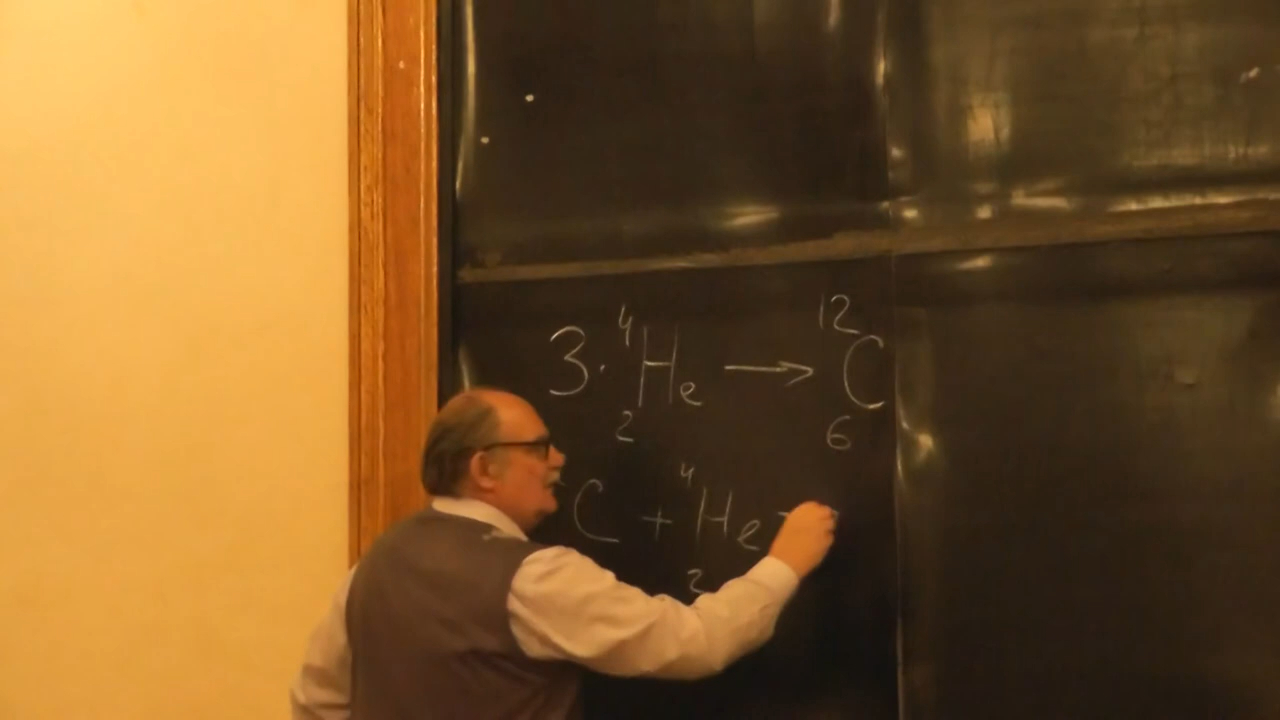 3 · ⁴₂He → ¹²₆C
C + ⁴₂He